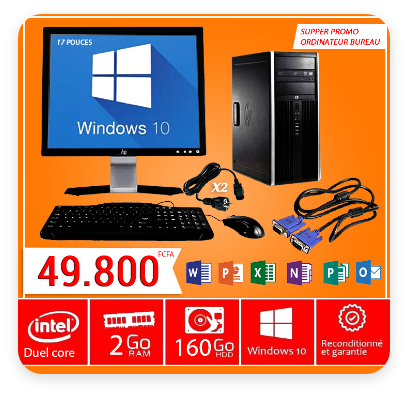 SUPPER PROMO
ORDINATEUR BUREAU
17 POUCES
Windows 10
hp
X2
49.800 FCFA
W P X N P O
intel
Duel core
2 Go
RAM
160 Go
HDD
Windows 10
Reconditionné
et garantie